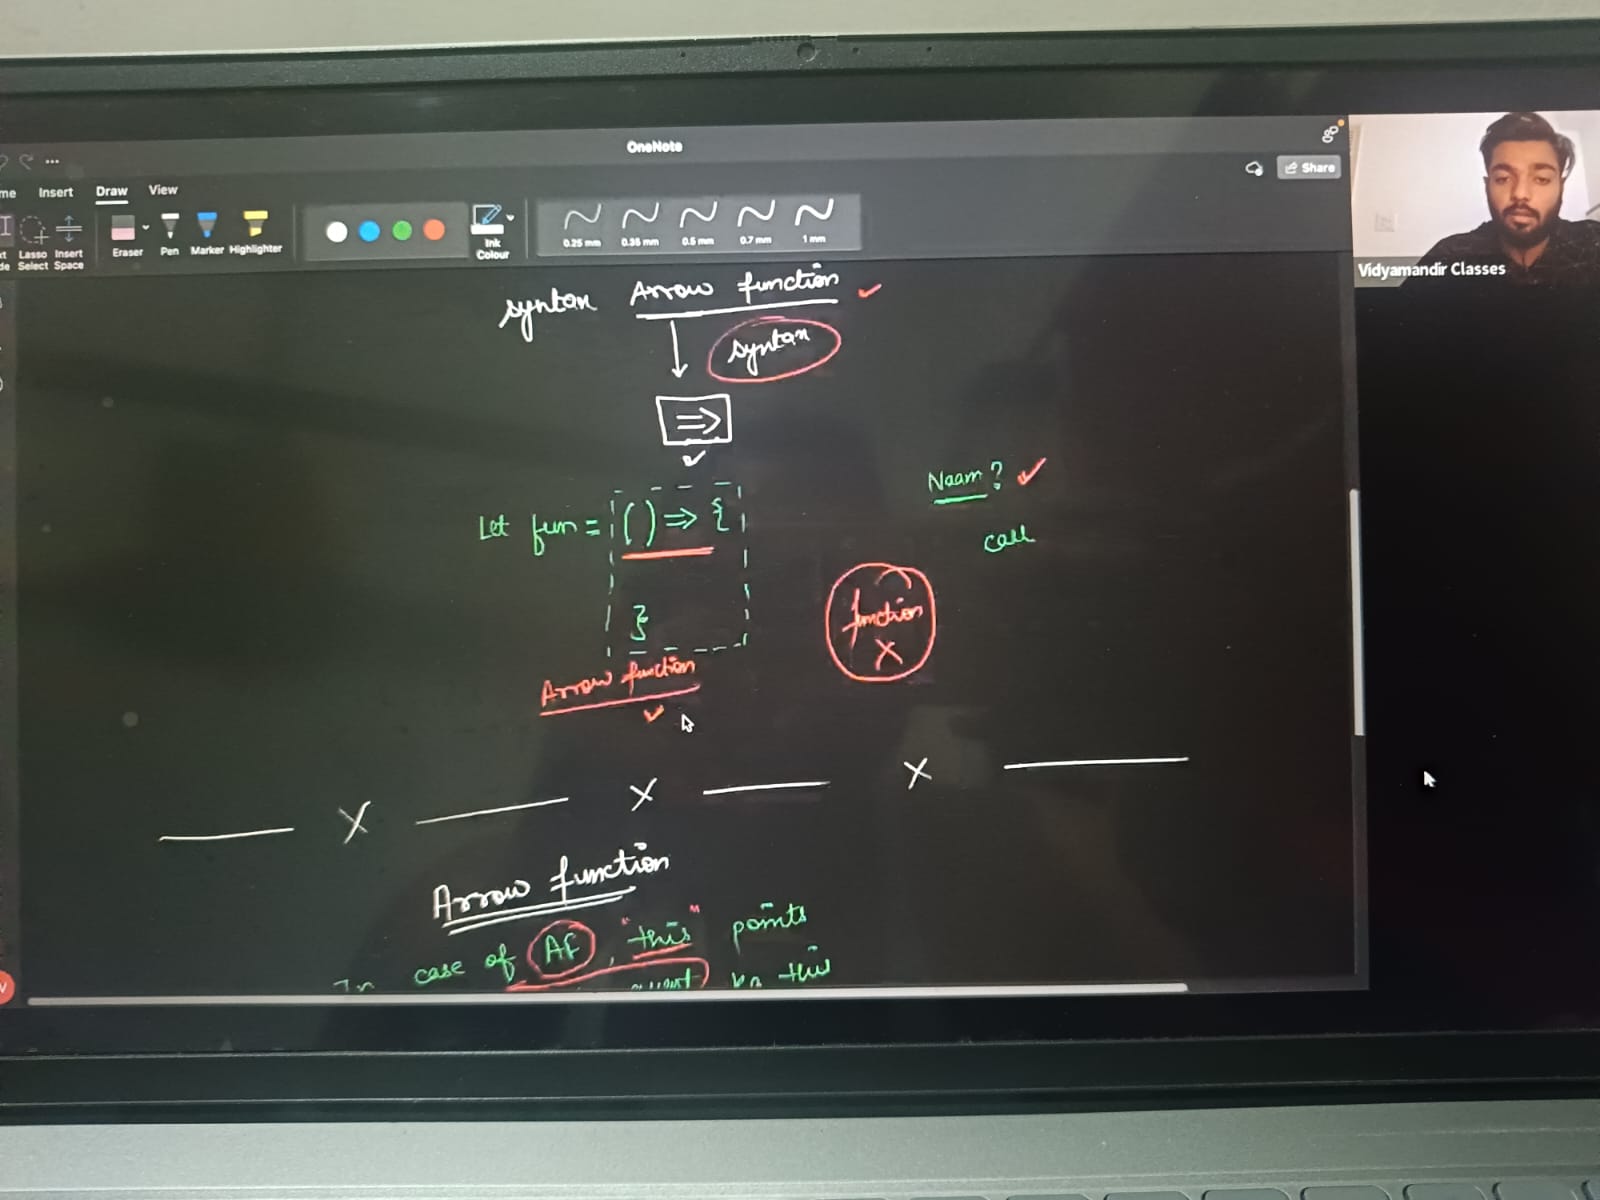 OneNote
Share
Insert Draw View
Eraser Pen Marker Highlighter
Lasso Insert
Select Space
Ink
Colour
0.25 mm 0.35 mm 0.5 mm 0.7 mm 1 mm
Vidyamandir Classes
syntax Arrow function
syntax
=>
Naam?
Let fun = () => {
call
}
function
X
Arrow function
X X X
Arrow function
In case of AF, "this" points